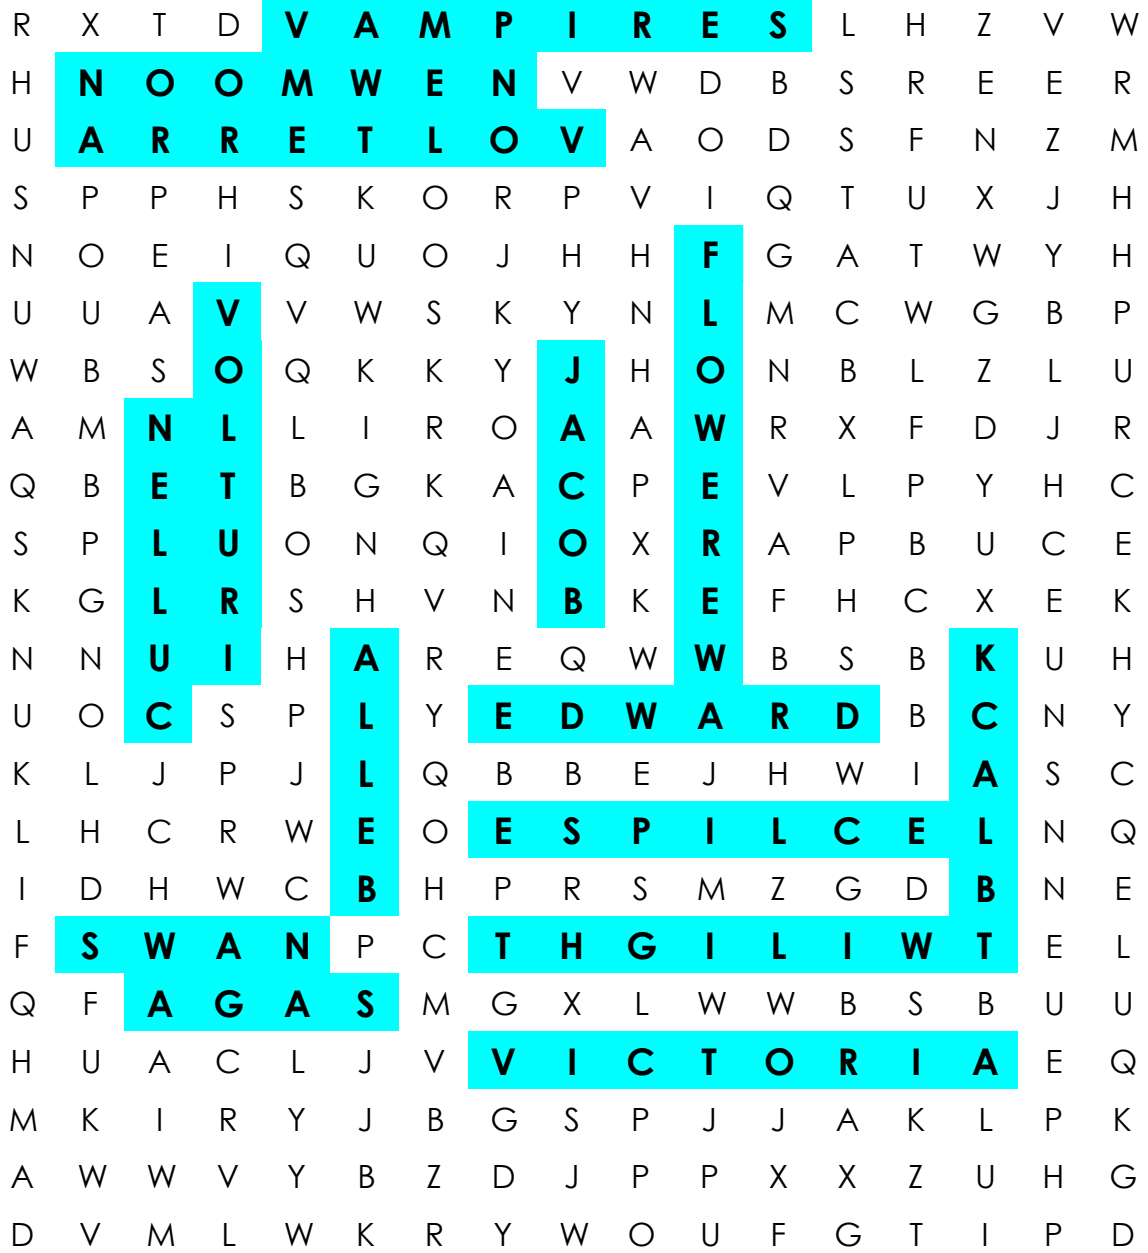 R X T D V A M P I R E S L H Z V W
H N O O M W E N V W D B S R E E R
U A R R E T L O V A O D S F N Z M
S P P H S K O R P V I Q T U X J H
N O E I Q U O J H H F G A T W Y H
U U A V V W S K Y N L M C W G B P
W B S O Q K K Y J H O N B L Z L U
A M N L L I R O A A W R X F D J R
Q B E T B G K A C P E V L P Y H C
S P L U O N Q I O X R A P B U C E
K G L R S H V N B K E F H C X E K
N N U I H A R E Q W W B S B K U H
U O C S P L Y E D W A R D B C N Y
K L J P J L Q B B E J H W I A S C
L H C R W E O E S P I L C E L N Q
I D H W C B H P R S M Z G D B N E
F S W A N P C T H G I L I W T E L
Q F A G A S M G X L W W B S B U U
H U A C L J V V I C T O R I A E Q
M K I R Y J B G S P J J A K L P K
A W W V Y B Z D J P P X X Z U H G
D V M L W K R Y W O U F G T I P D